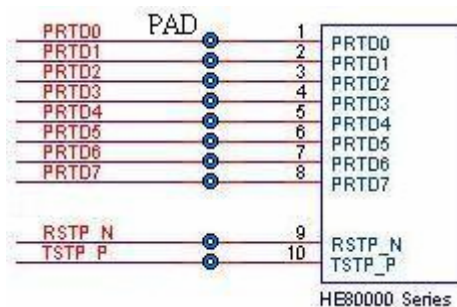 PAD
PRTD0 1 PRTD0
PRTD1 2 PRTD1
PRTD2 3 PRTD2
PRTD3 4 PRTD3
PRTD4 5 PRTD4
PRTD5 6 PRTD5
PRTD6 7 PRTD6
PRTD7 8 PRTD7
RSTP_N 9 RSTP_N
TSTP_P 10 TSTP_P
HE80000 Series